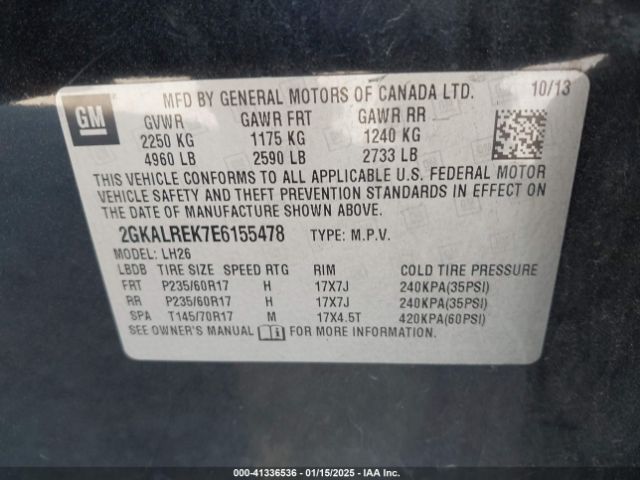 GM
MFD BY GENERAL MOTORS OF CANADA LTD. 10/13
GVWR GAWR FRT GAWR RR
2250 KG 1175 KG 1240 KG
4960 LB 2590 LB 2733 LB
THIS VEHICLE CONFORMS TO ALL APPLICABLE U.S. FEDERAL MOTOR
VEHICLE SAFETY AND THEFT PREVENTION STANDARDS IN EFFECT ON
THE DATE OF MANUFACTURE SHOWN ABOVE.
2GKALREK7E6155478 TYPE: M.P.V.
MODEL: LH26
LBDB TIRE SIZE SPEED RTG RIM COLD TIRE PRESSURE
FRT P235/60R17 H 17X7J 240KPA(35PSI)
RR P235/60R17 H 17X7J 240KPA(35PSI)
SPA T145/70R17 M 17X4.5T 420KPA(60PSI)
SEE OWNER'S MANUAL FOR MORE INFORMATION.
000-41336536 - 01/15/2025 - IAA Inc.